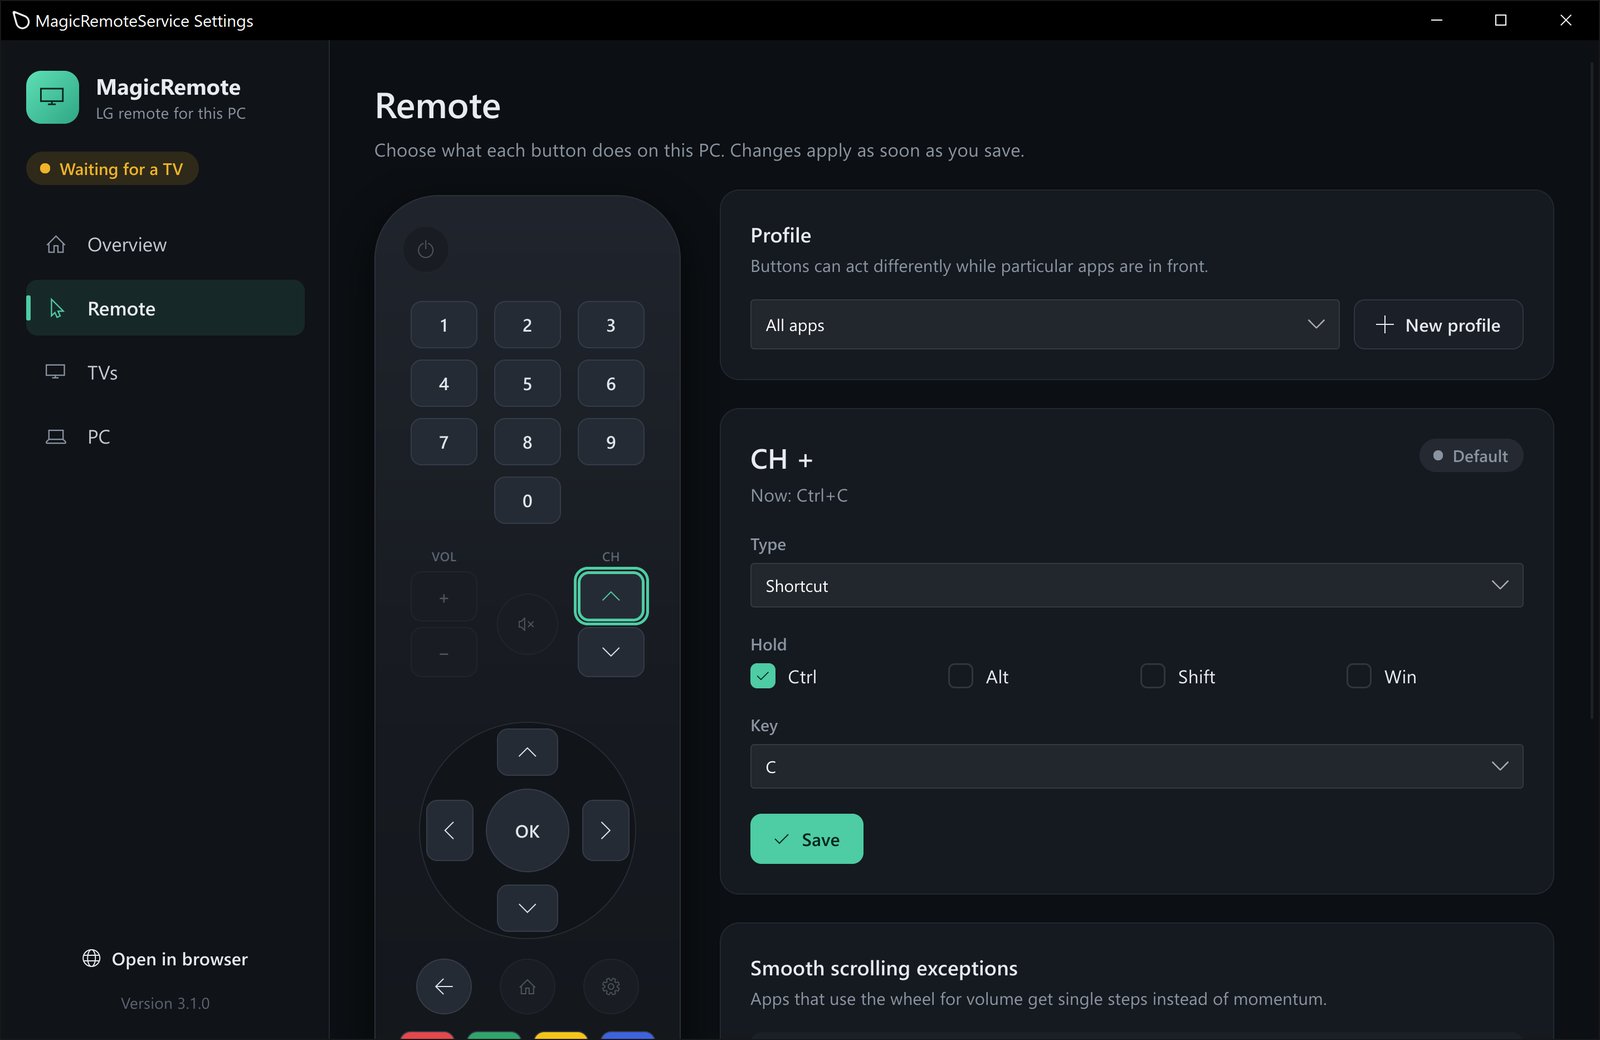 MagicRemoteService Settings
MagicRemote
LG remote for this PC
Waiting for a TV
Overview
Remote
TVs
PC
Open in browser
Version 3.1.0
Remote
Choose what each button does on this PC. Changes apply as soon as you save.
1 2 3
4 5 6
7 8 9
0
VOL CH
+
−
OK
Profile
Buttons can act differently while particular apps are in front.
All apps
New profile
CH +
Default
Now: Ctrl+C
Type
Shortcut
Hold
Ctrl Alt Shift Win
Key
C
Save
Smooth scrolling exceptions
Apps that use the wheel for volume get single steps instead of momentum.